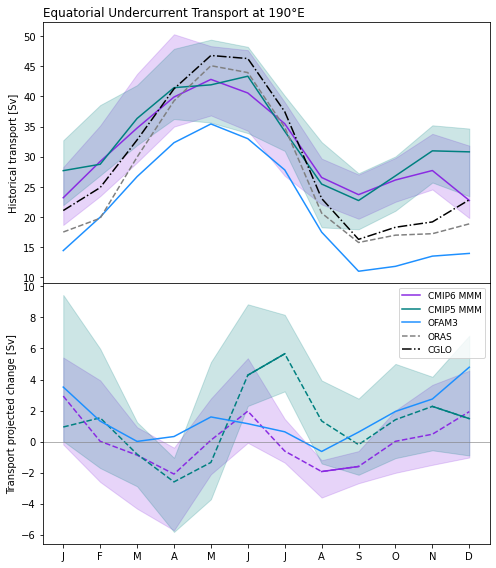 Equatorial Undercurrent Transport at 190°E
Historical transport [Sv]
50
45
40
35
30
25
20
15
10
Transport projected change [Sv]
10
8
6
4
2
0
−2
−4
−6
CMIP6 MMM
CMIP5 MMM
OFAM3
ORAS
CGLO
J F M A M J J A S O N D